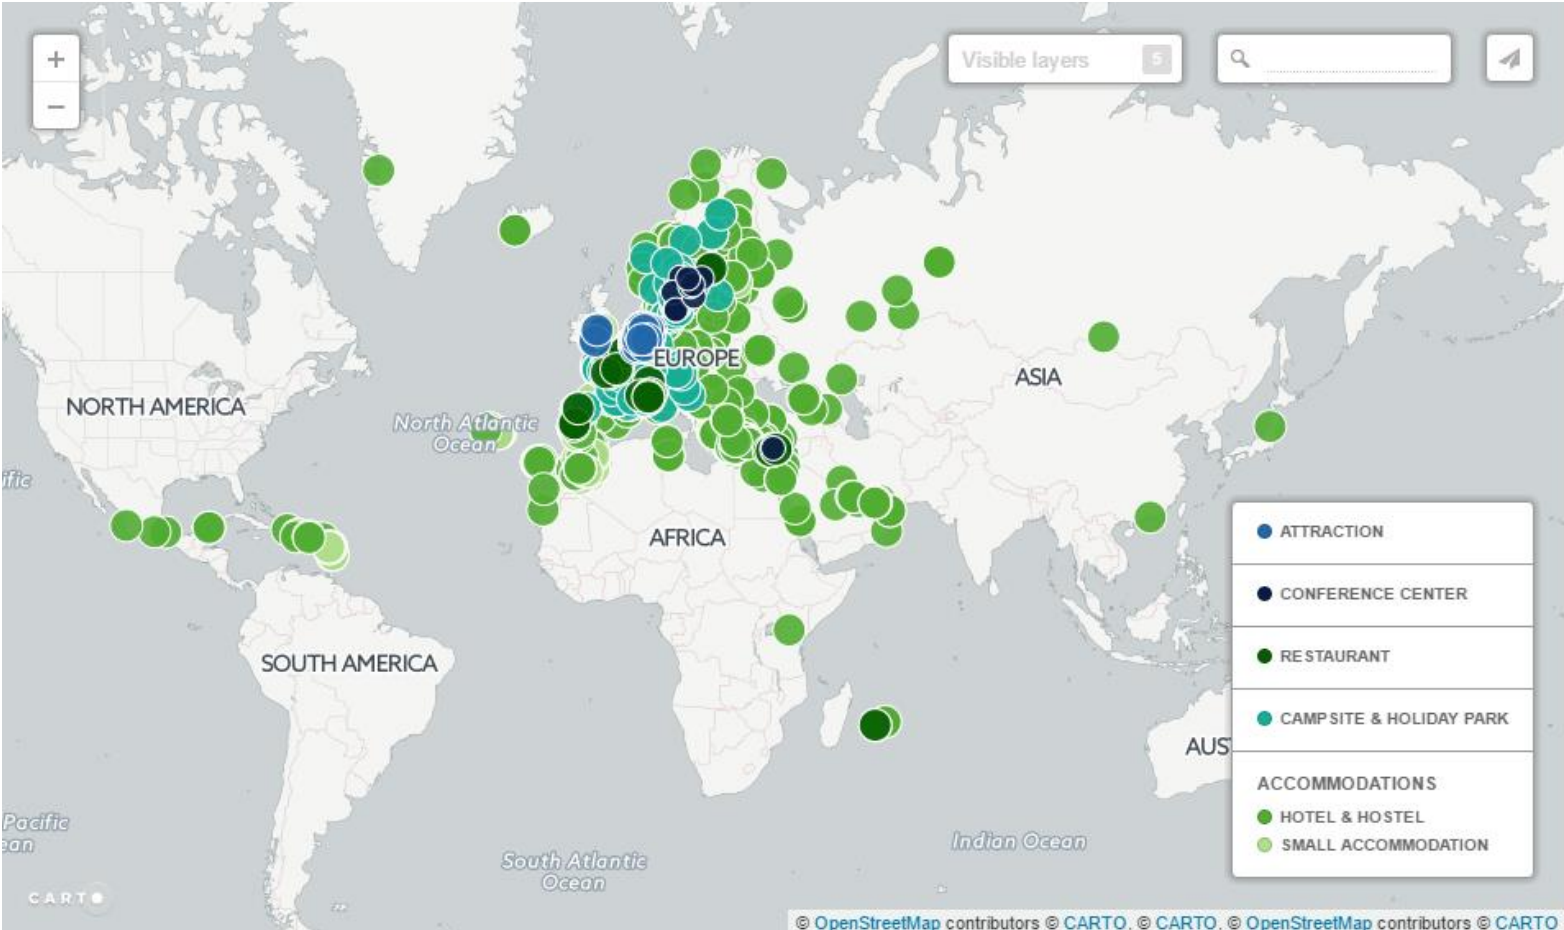 +
−
Visible layers 5
NORTH AMERICA
EUROPE
ASIA
North Atlantic
Ocean
ific
AFRICA
SOUTH AMERICA
AUS
Pacific
ean
South Atlantic
Ocean
Indian Ocean
ATTRACTION
CONFERENCE CENTER
RESTAURANT
CAMPSITE & HOLIDAY PARK
ACCOMMODATIONS
HOTEL & HOSTEL
SMALL ACCOMMODATION
CARTO
© OpenStreetMap contributors © CARTO, © CARTO, © OpenStreetMap contributors © CARTO